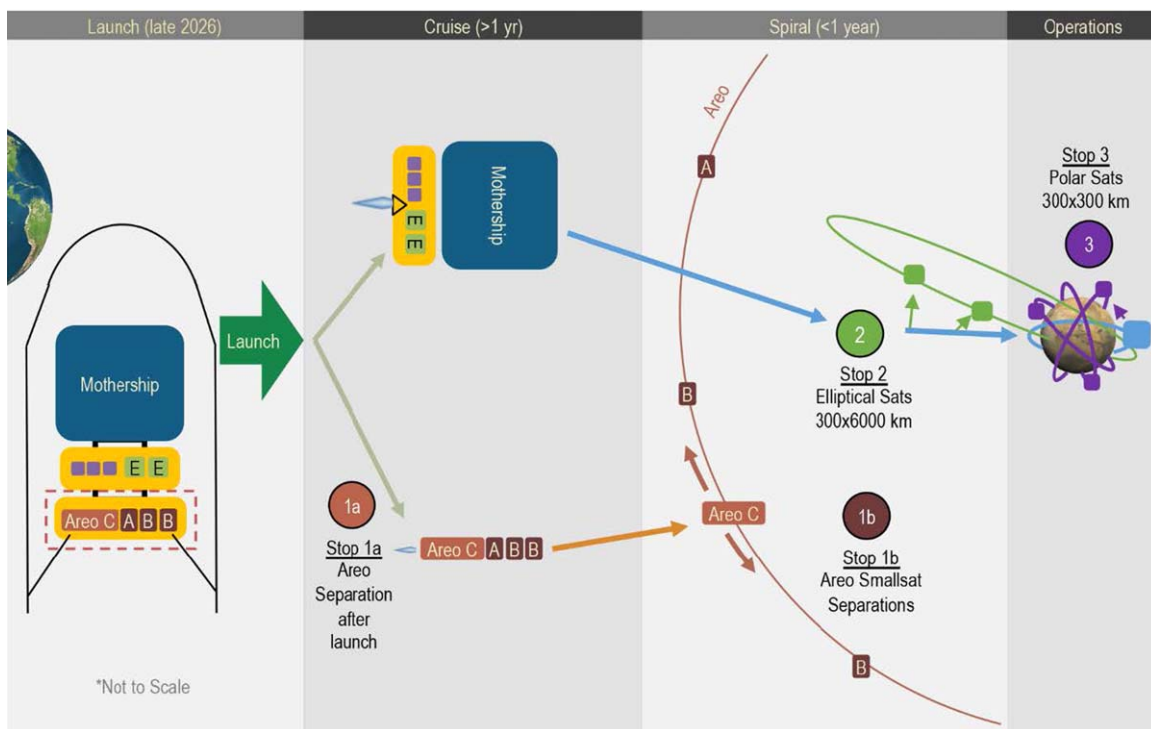 Launch (late 2026)
Cruise (>1 yr)
Spiral (<1 year)
Operations
Mothership
E E
Areo C A B B
*Not to Scale
Launch
E
E
Mothership
1a
Stop 1a
Areo
Separation
after
launch
Areo C A B B
Areo
A
B
Areo C
B
1b
Stop 1b
Areo Smallsat
Separations
2
Stop 2
Elliptical Sats
300x6000 km
Stop 3
Polar Sats
300x300 km
3